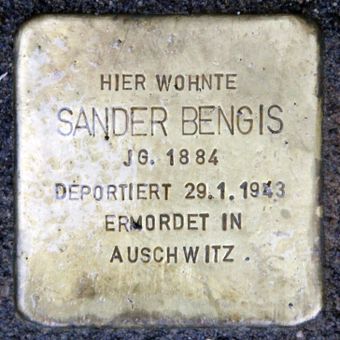 HIER WOHNTE
SANDER BENGIS
JG. 1884
DEPORTIERT 29.1.1943
ERMORDET IN
AUSCHWITZ